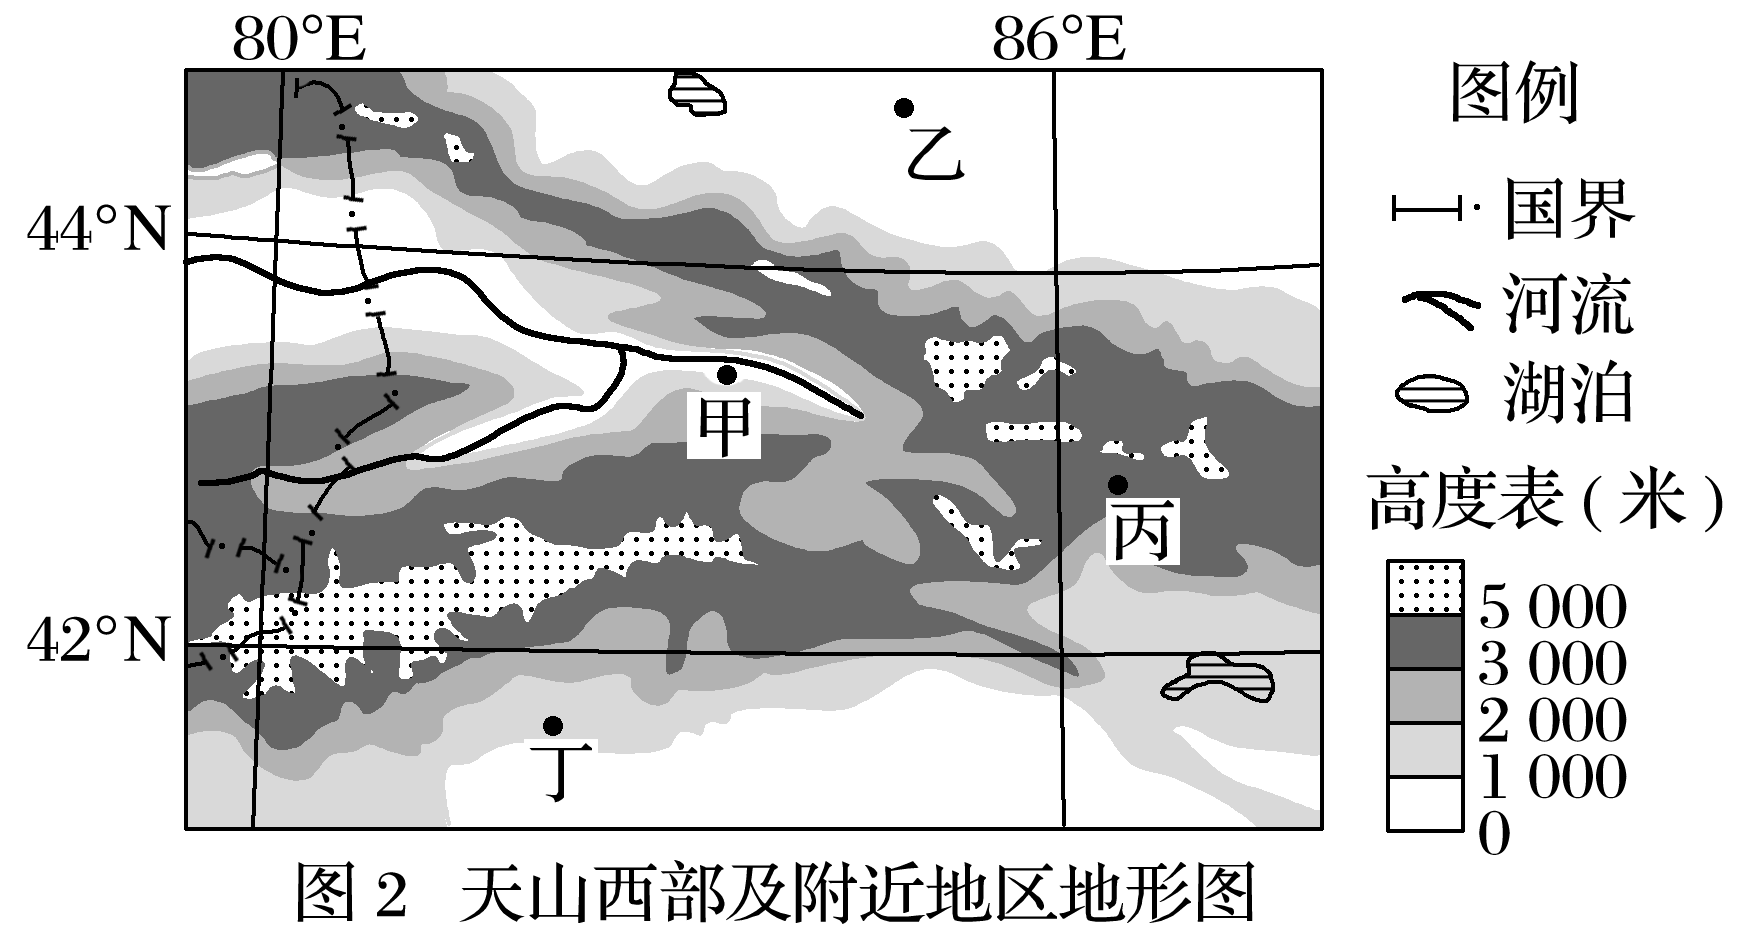 80°E 86°E
图例
乙
国界
44°N
河流
湖泊
甲
高度表(米)
丙
5 000
3 000
42°N
2 000
1 000
丁
0
图 2 天山西部及附近地区地形图